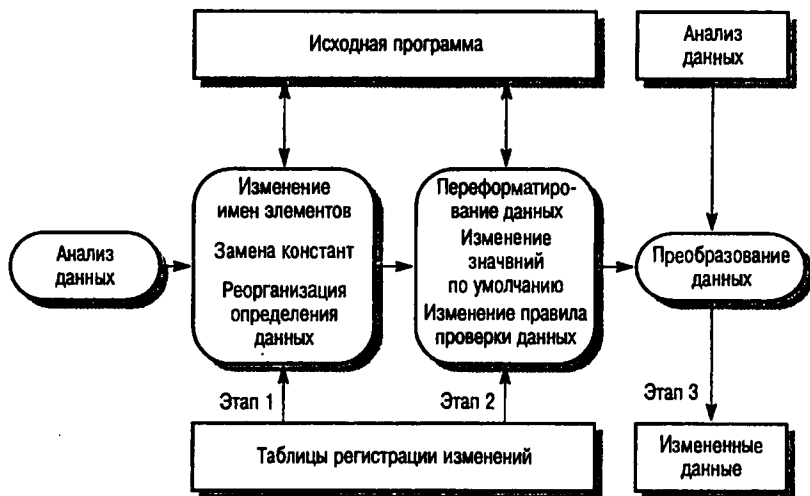 Исходная программа
Анализ
данных
Анализ
данных
Изменение
имен элементов
Замена констант
Реорганизация
определения
данных
Переформатиро-
вование данных
Изменение
значвний
по умолчанию
Изменение правила
проверки данных
Преобразование
данных
Этап 1
Этап 2
Этап 3
Таблицы регистрации изменений
Измененные
данные